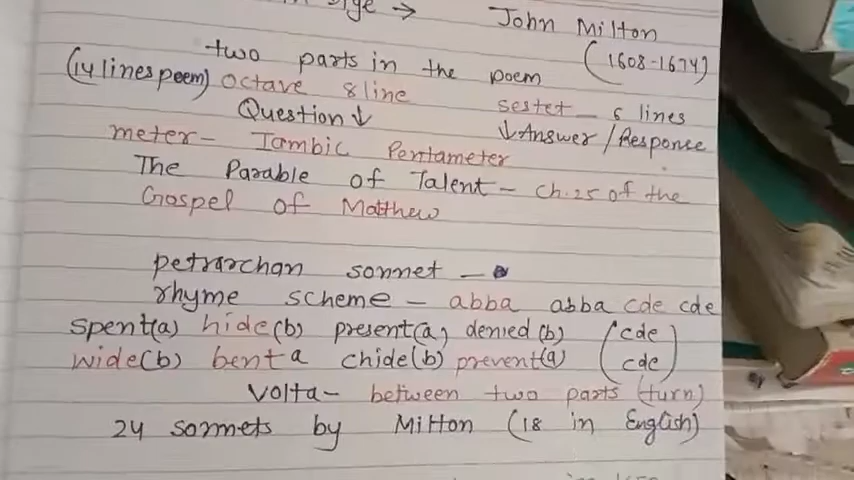 John Milton
two parts in the poem (1608-1674)
(14 lines poem) octave 8 line sestet - 6 lines
Question ↓ ↓ Answer / Response
meter - Iambic Pentameter
The Parable of Talent - Ch. 25 of the
Gospel of Matthew
petrarchan sonnet -
rhyme scheme - abba abba cde cde
spent(a) hide(b) present(a) denied(b) (cde
wide(b) bent a chide(b) prevent(a) cde)
Volta - between two parts (turn)
24 sonnets by Milton (18 in English)